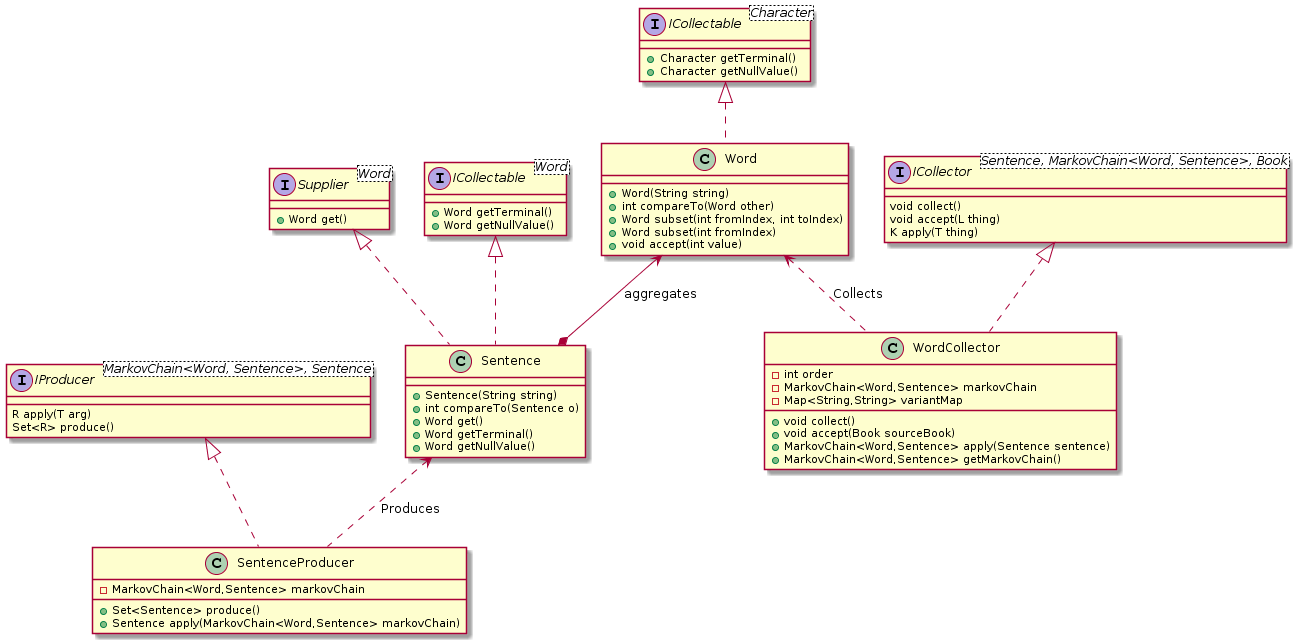 I ICollectable Character
Character getTerminal()
Character getNullValue()
I Supplier Word
Word get()
I ICollectable Word
Word getTerminal()
Word getNullValue()
C Word
Word(String string)
int compareTo(Word other)
Word subset(int fromIndex, int toIndex)
Word subset(int fromIndex)
void accept(int value)
I ICollector Sentence, MarkovChain<Word, Sentence>, Book
void collect()
void accept(L thing)
K apply(T thing)
aggregates
Collects
I IProducer MarkovChain<Word, Sentence>, Sentence
R apply(T arg)
Set<R> produce()
C Sentence
Sentence(String string)
int compareTo(Sentence o)
Word get()
Word getTerminal()
Word getNullValue()
C WordCollector
int order
MarkovChain<Word,Sentence> markovChain
Map<String,String> variantMap
void collect()
void accept(Book sourceBook)
MarkovChain<Word,Sentence> apply(Sentence sentence)
MarkovChain<Word,Sentence> getMarkovChain()
Produces
C SentenceProducer
MarkovChain<Word,Sentence> markovChain
Set<Sentence> produce()
Sentence apply(MarkovChain<Word,Sentence> markovChain)